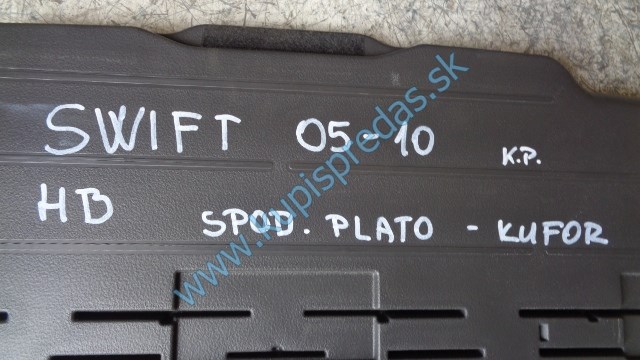 SWIFT 05-10 K.P.
HB SPOD. PLATO - KUFOR
www.kupispredas.sk